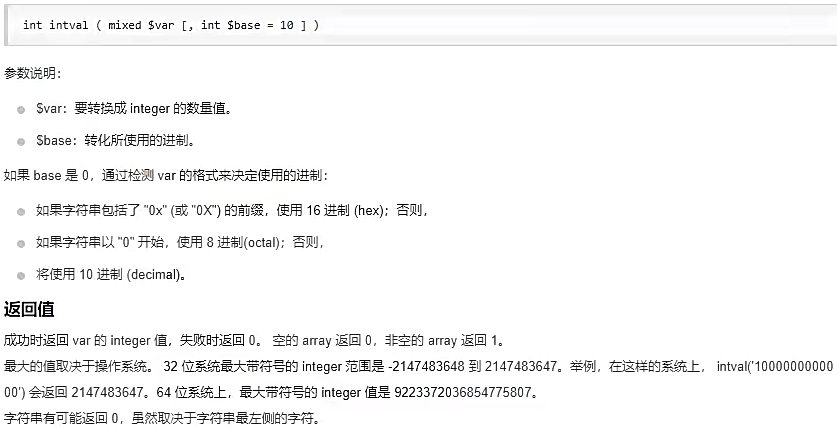 int intval ( mixed $var [, int $base = 10 ] )
参数说明：
$var：要转换成 integer 的数量值。
$base：转化所使用的进制。
如果 base 是 0，通过检测 var 的格式来决定使用的进制：
如果字符串包括了 "0x" (或 "0X") 的前缀，使用 16 进制 (hex)；否则，
如果字符串以 "0" 开始，使用 8 进制(octal)；否则，
将使用 10 进制 (decimal)。
返回值
成功时返回 var 的 integer 值，失败时返回 0。 空的 array 返回 0，非空的 array 返回 1。
最大的值取决于操作系统。 32 位系统最大带符号的 integer 范围是 -2147483648 到 2147483647。举例，在这样的系统上， intval('10000000000
00') 会返回 2147483647。64 位系统上，最大带符号的 integer 值是 9223372036854775807。
字符串有可能返回 0，虽然取决于字符串最左侧的字符。